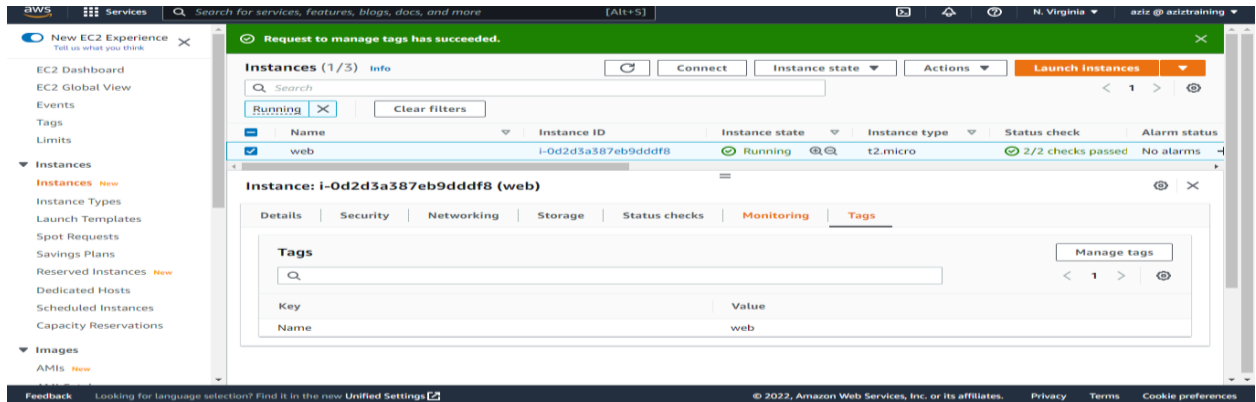 aws Services Search for services, features, blogs, docs, and more [Alt+S] N. Virginia aziz @ aziztraining
New EC2 Experience
Tell us what you think
EC2 Dashboard
EC2 Global View
Events
Tags
Limits
Instances
Instances New
Instance Types
Launch Templates
Spot Requests
Savings Plans
Reserved Instances New
Dedicated Hosts
Scheduled Instances
Capacity Reservations
Images
AMIs New
Request to manage tags has succeeded.
Instances (1/3) Info Connect Instance state Actions Launch instances
Search 1
Running Clear filters
Name Instance ID Instance state Instance type Status check Alarm status
web i-0d2d3a387eb9dddf8 Running t2.micro 2/2 checks passed No alarms
Instance: i-0d2d3a387eb9dddf8 (web)
Details Security Networking Storage Status checks Monitoring Tags
Tags Manage tags
1
Key Value
Name web
Feedback Looking for language selection? Find it in the new Unified Settings © 2022, Amazon Web Services, Inc. or its affiliates. Privacy Terms Cookie preferences